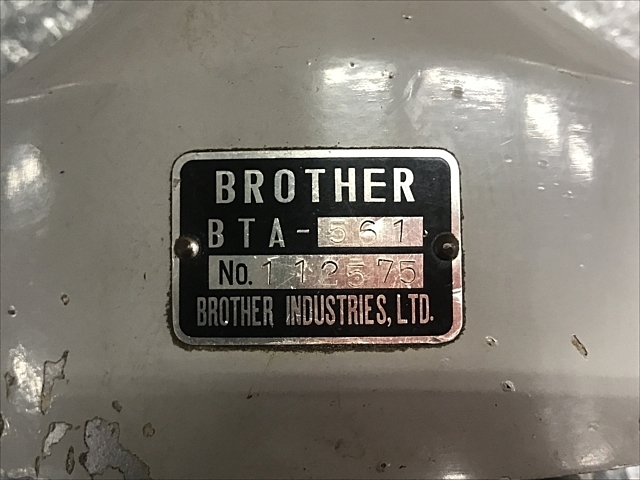 BROTHER
BTA-561
No. 112575
BROTHER INDUSTRIES, LTD.